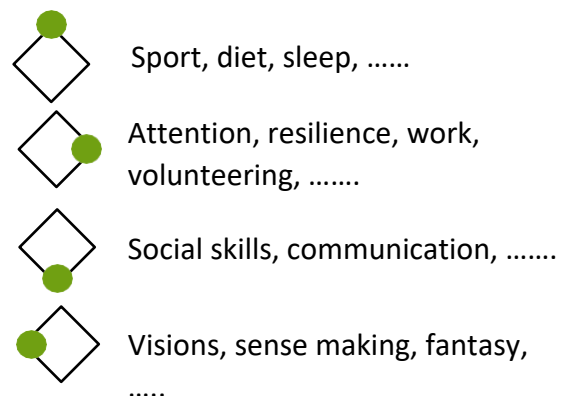 Sport, diet, sleep, ……
Attention, resilience, work,
volunteering, …….
Social skills, communication, …….
Visions, sense making, fantasy,
…..